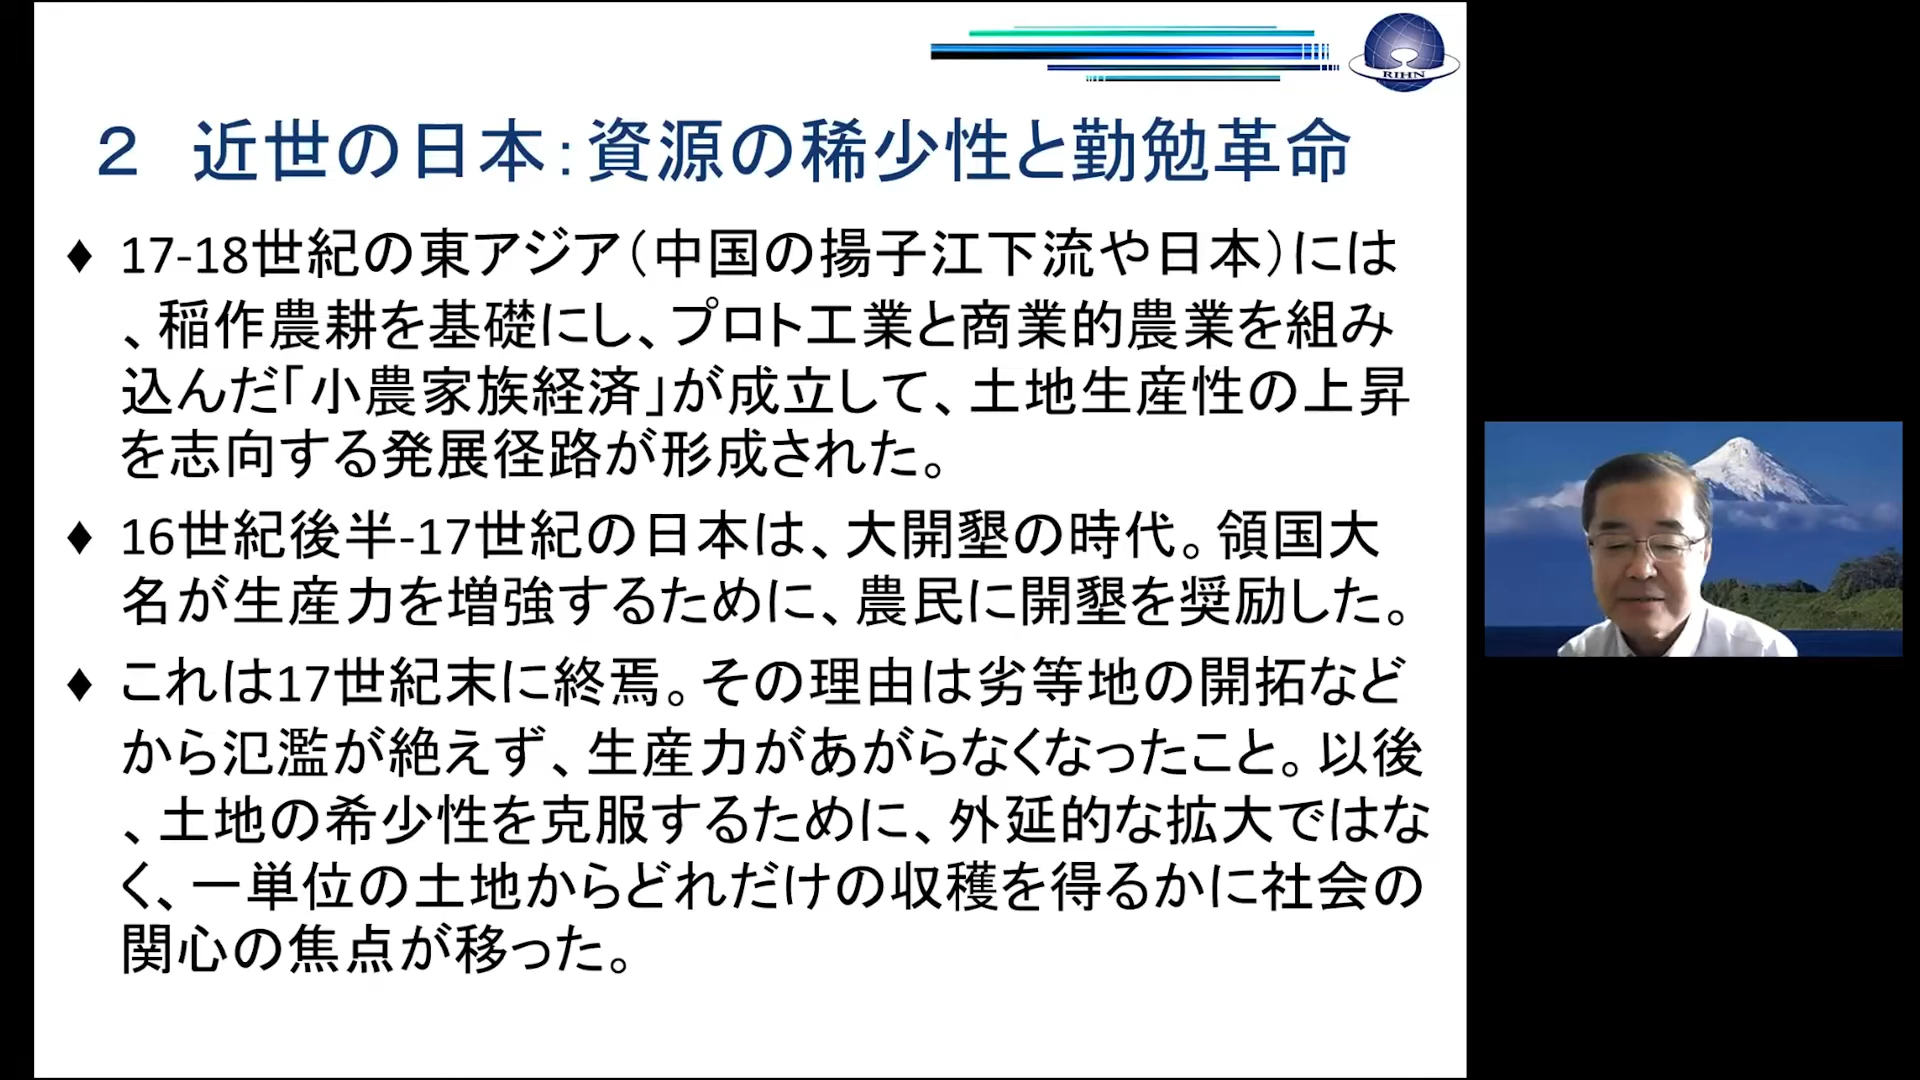 RIHN
２　近世の日本：資源の稀少性と勤勉革命
♦ 17-18世紀の東アジア（中国の揚子江下流や日本）には
、稲作農耕を基礎にし、プロト工業と商業的農業を組み
込んだ「小農家族経済」が成立して、土地生産性の上昇
を志向する発展径路が形成された。
♦ 16世紀後半-17世紀の日本は、大開墾の時代。領国大
名が生産力を増強するために、農民に開墾を奨励した。
♦ これは17世紀末に終焉。その理由は劣等地の開拓など
から氾濫が絶えず、生産力があがらなくなったこと。以後
、土地の希少性を克服するために、外延的な拡大ではな
く、一単位の土地からどれだけの収穫を得るかに社会の
関心の焦点が移った。